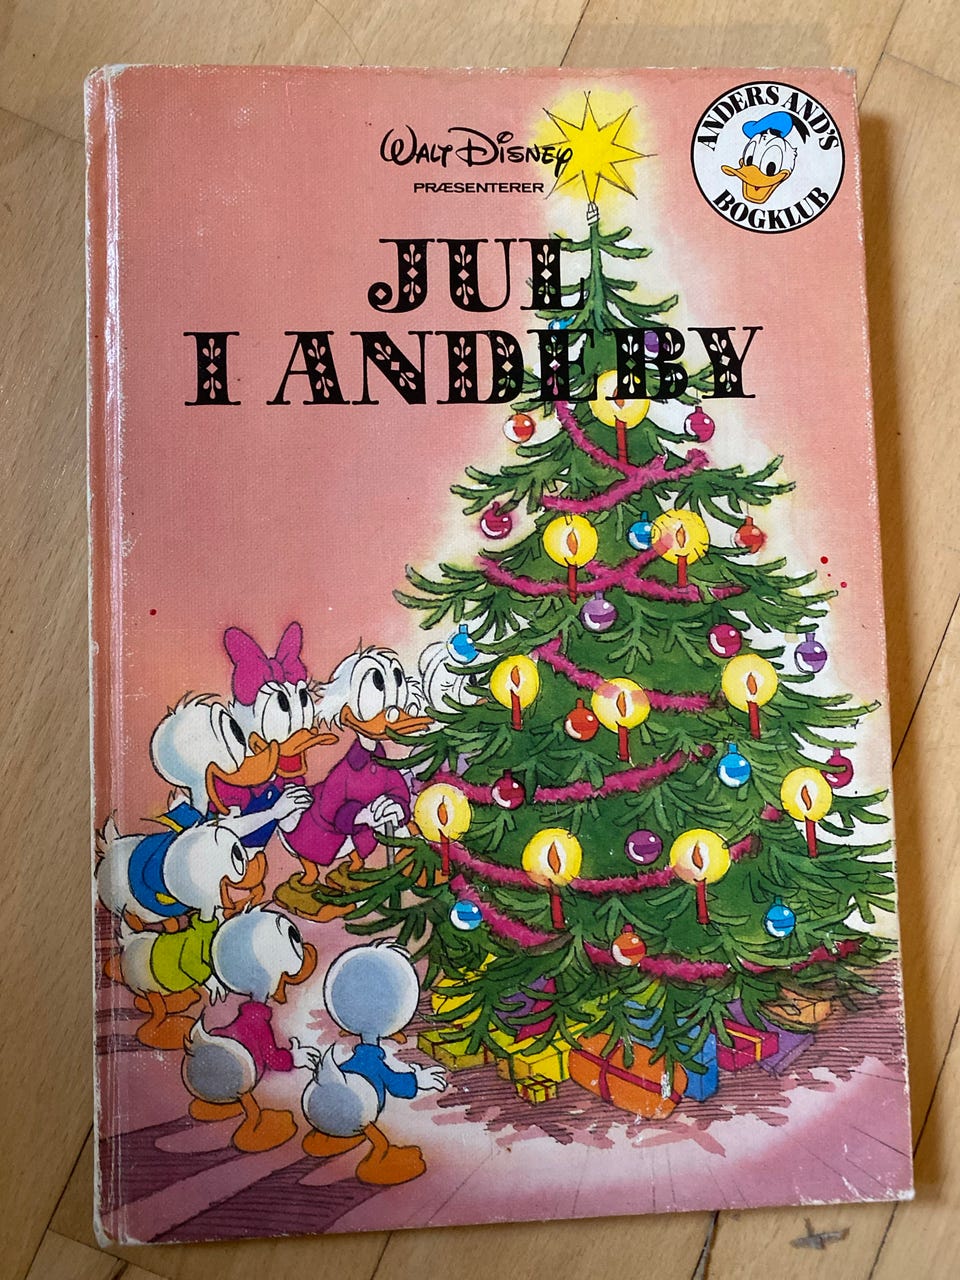 WALT DISNEY
PRÆSENTERER
JUL
I ANDEBY
ANDERS AND'S
BOGKLUB